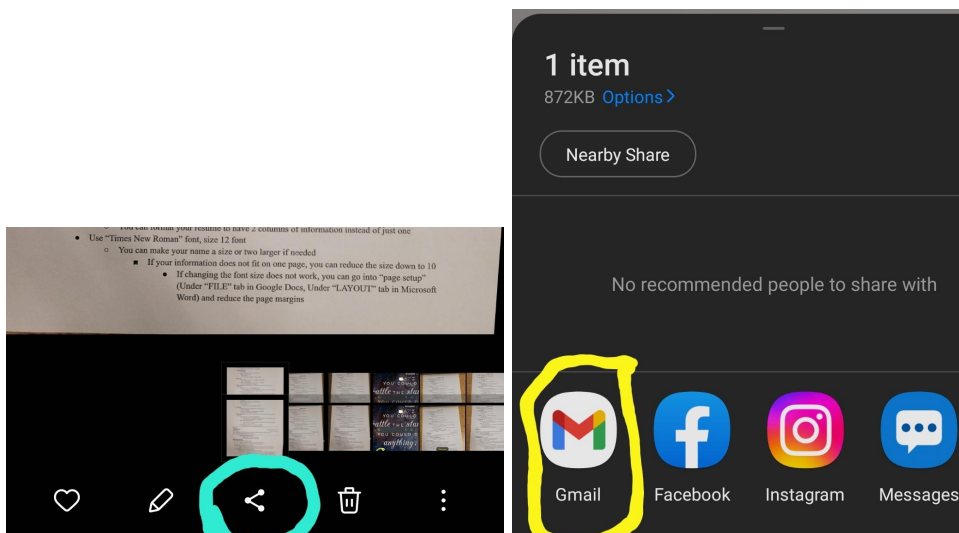 You can format your resume to have 2 columns of information instead of just one
Use “Times New Roman” font, size 12 font
You can make your name a size or two larger if needed
If your information does not fit on one page, you can reduce the size down to 10
If changing the font size does not work, you can go into “page setup”
(Under “FILE” tab in Google Docs, Under “LAYOUT” tab in Microsoft
Word) and reduce the page margins
YOU COULD
YOU COULD
anything
1 item
872KB Options >
Nearby Share
No recommended people to share with
Gmail Facebook Instagram Messages